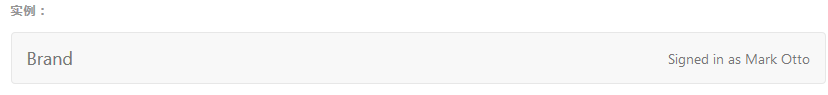 实例：
Brand
Signed in as Mark Otto